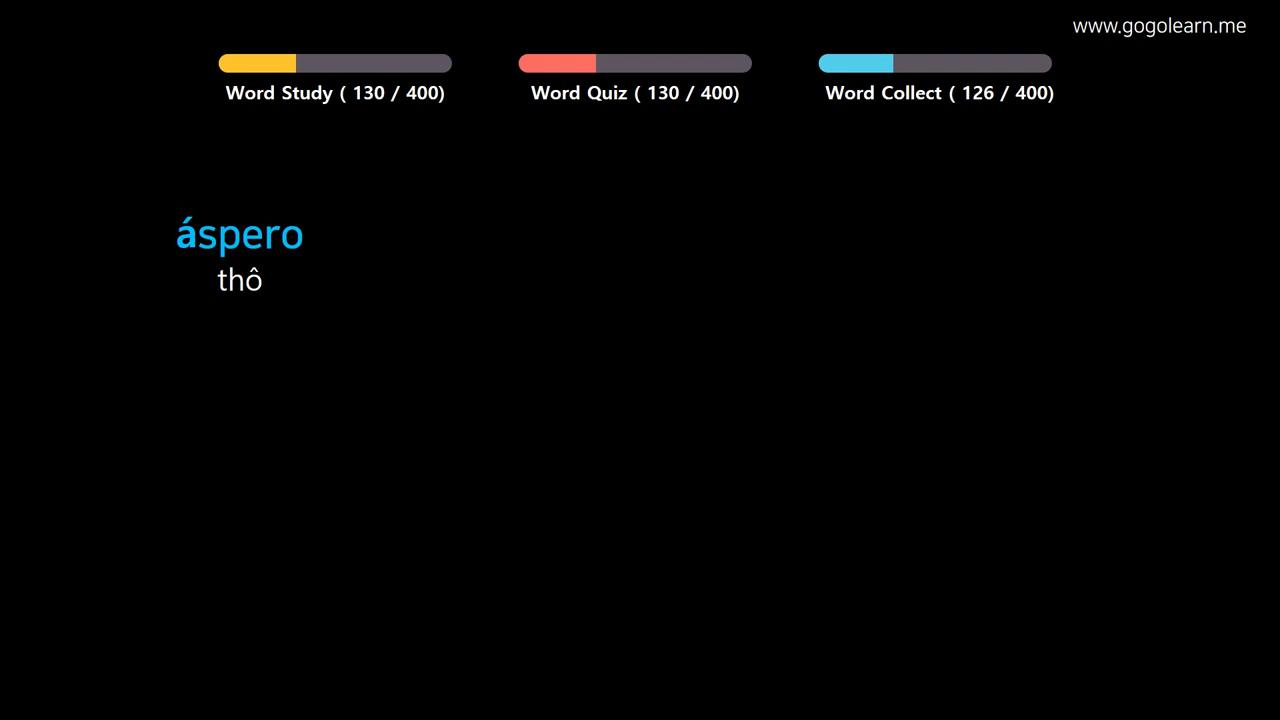 www.gogolearn.me
Word Study ( 130 / 400)
Word Quiz ( 130 / 400)
Word Collect ( 126 / 400)
áspero
thô